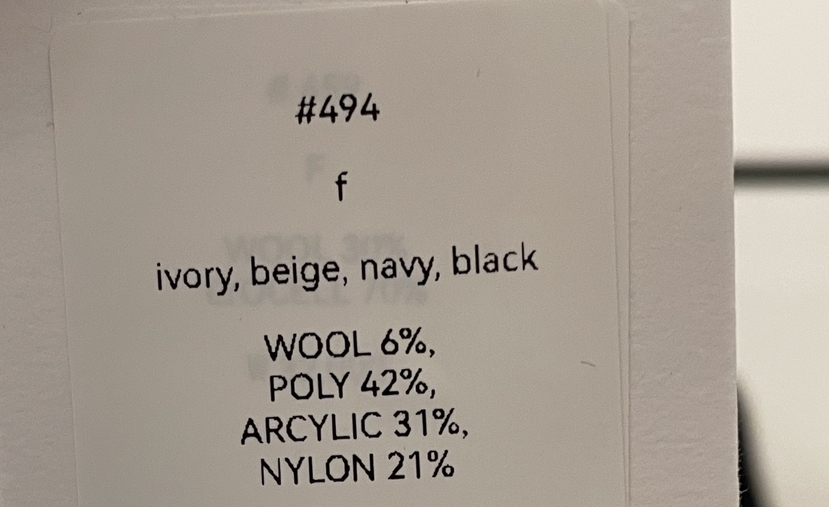 #494
f
ivory, beige, navy, black
WOOL 6%,
POLY 42%,
ARCYLIC 31%,
NYLON 21%